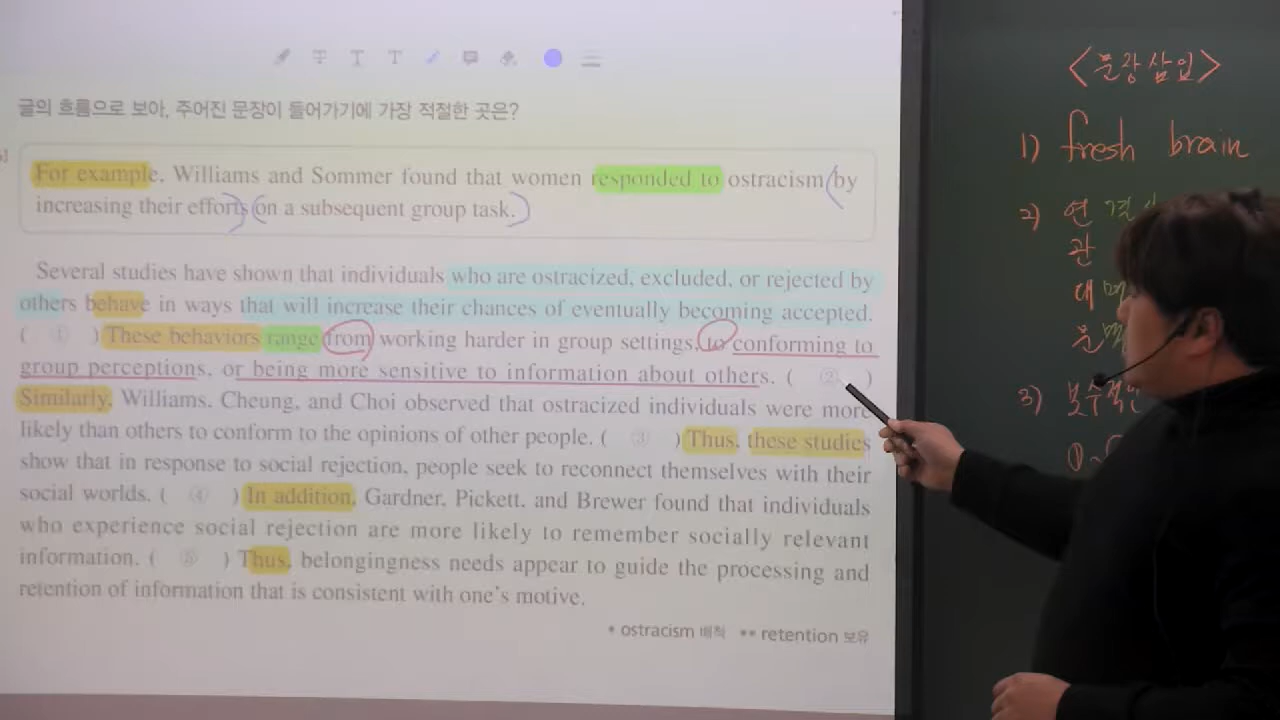 글의 흐름으로 보아, 주어진 문장이 들어가기에 가장 적절한 곳은?
For example, Williams and Sommer found that women responded to ostracism by
increasing their efforts on a subsequent group task.
Several studies have shown that individuals who are ostracized, excluded, or rejected by
others behave in ways that will increase their chances of eventually becoming accepted.
( ① ) These behaviors range from working harder in group settings, to conforming to
group perceptions, or being more sensitive to information about others. ( ② )
Similarly, Williams, Cheung, and Choi observed that ostracized individuals were more
likely than others to conform to the opinions of other people. ( ③ ) Thus, these studies
show that in response to social rejection, people seek to reconnect themselves with their
social worlds. ( ④ ) In addition, Gardner, Pickett, and Brewer found that individuals
who experience social rejection are more likely to remember socially relevant
information. ( ⑤ ) Thus, belongingness needs appear to guide the processing and
retention of information that is consistent with one's motive.
* ostracism 배척 ** retention 보유
<문장삽입>
1) fresh brain
2) 연결
관
대
3) 보수적인